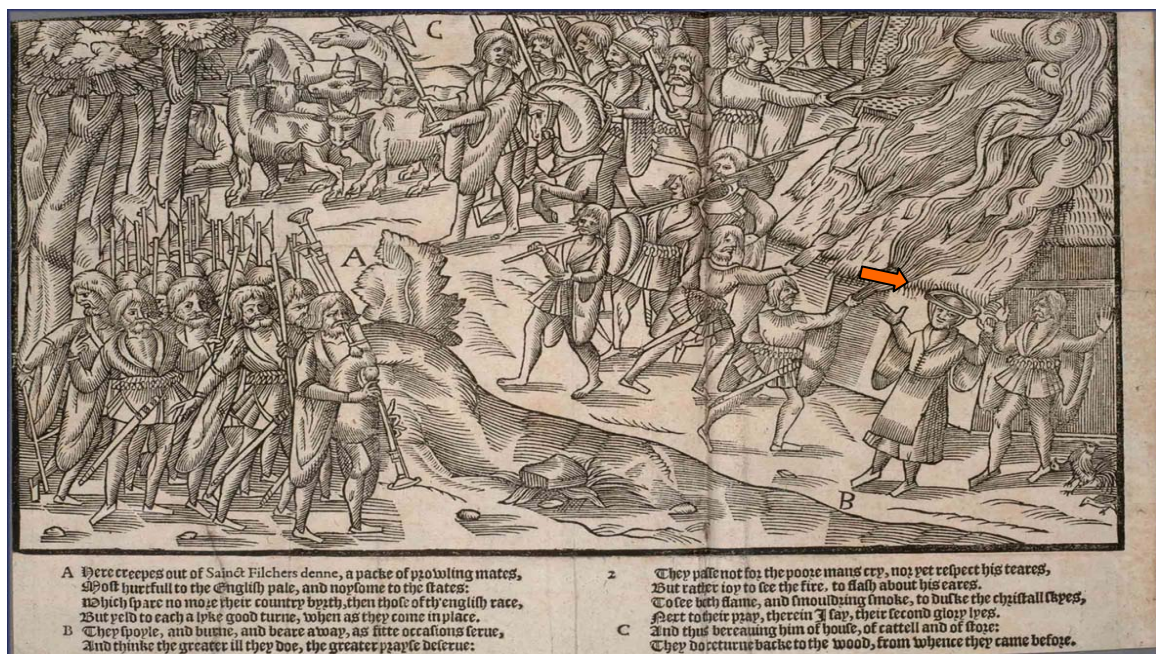 C
A
B
A Here creepes out of Sainct Filchers denne, a packe of prowling mates,
Most hurtfull to the English pale, and noysome to the states:
Which spare no more their country byrth, then those of th'english race,
But yeld to each a lyke good turne, when as they come in place.
B They spoyle, and burne, and beare away, as fitte occasions serue,
And thinke the greater ill they doe, the greater prayse deserue:
2 They passe not for the poore mans cry, nor yet respect his teares,
But rather ioy to see the fire, to flash about his eares.
To see both flame, and smouldring smoke, to duske the christall skyes,
Next to their pray, therein I say, their second glory lyes.
C And thus bereauing him of house, of cattell and of store:
They do returne backe to the wood, from whence they came before.